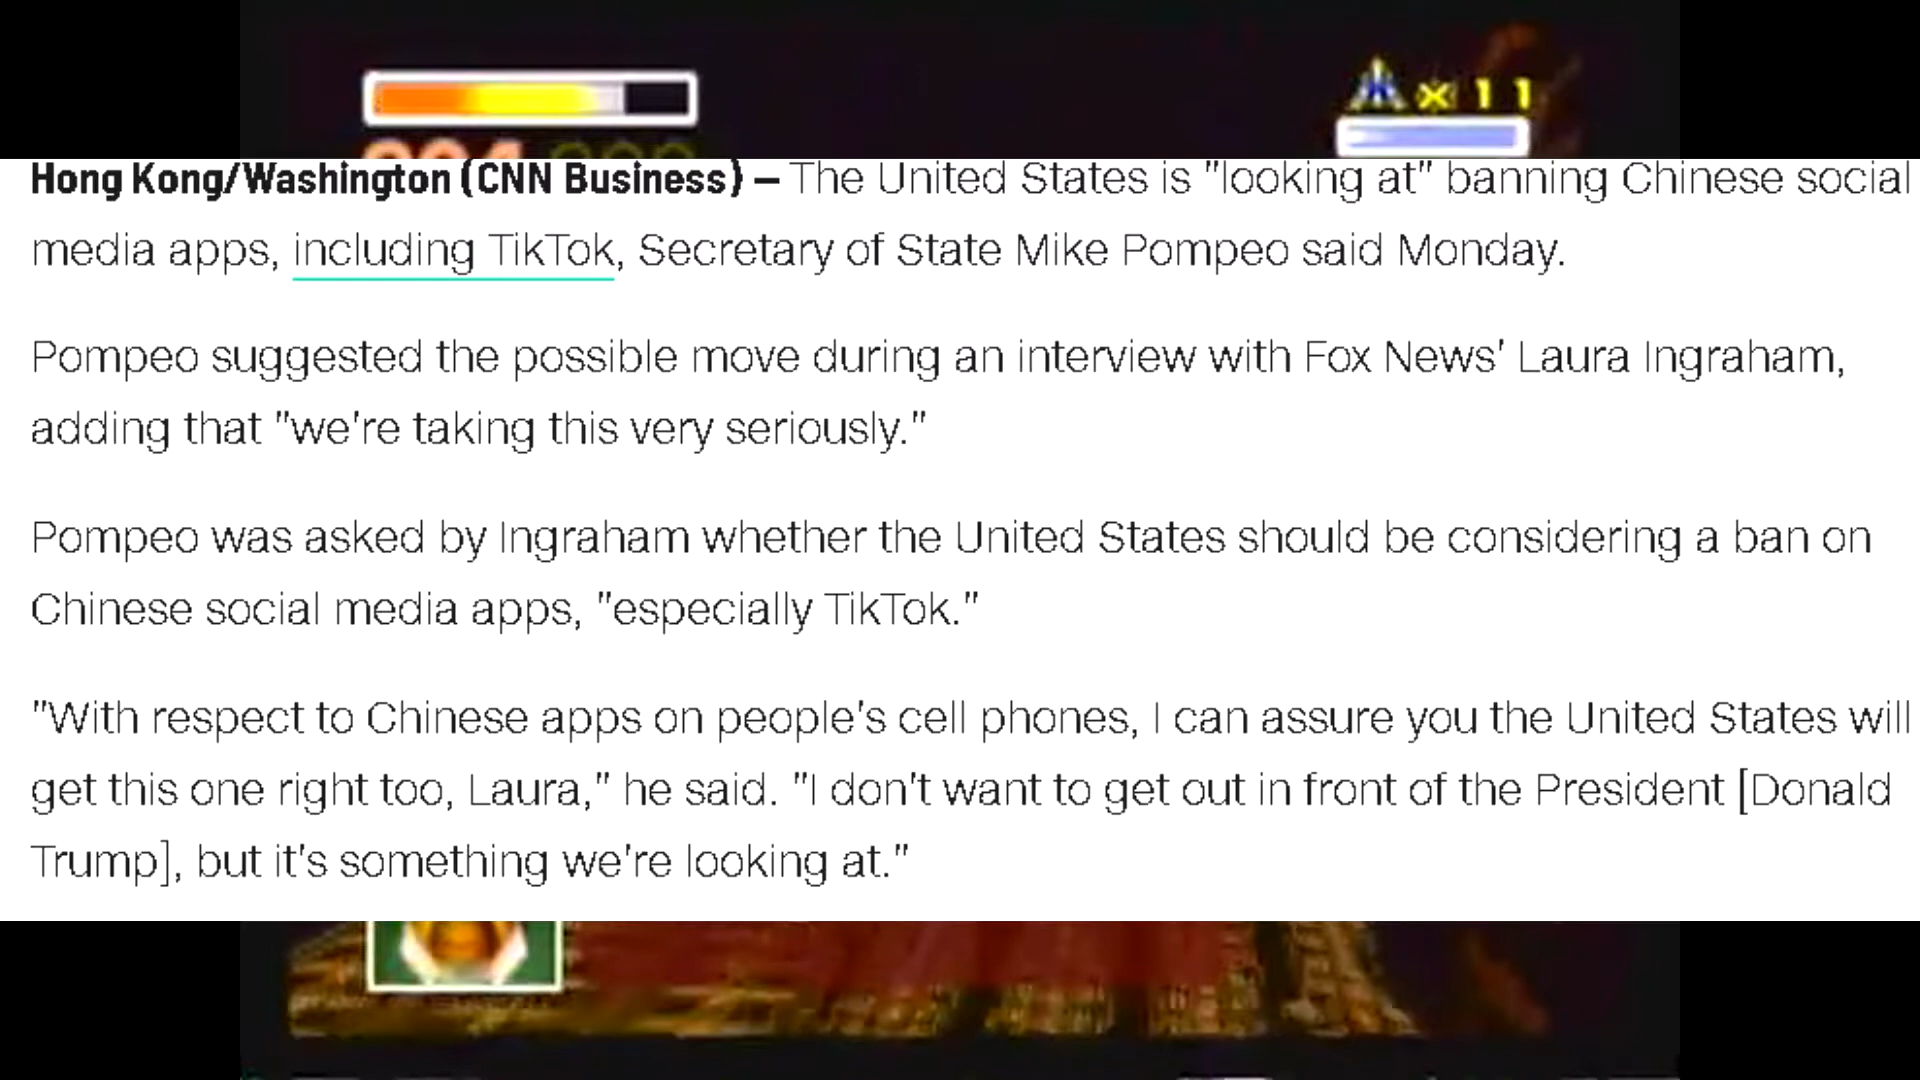 x11
Hong Kong/Washington (CNN Business) — The United States is "looking at" banning Chinese social
media apps, including TikTok, Secretary of State Mike Pompeo said Monday.
Pompeo suggested the possible move during an interview with Fox News' Laura Ingraham,
adding that "we're taking this very seriously."
Pompeo was asked by Ingraham whether the United States should be considering a ban on
Chinese social media apps, "especially TikTok."
"With respect to Chinese apps on people's cell phones, I can assure you the United States will
get this one right too, Laura," he said. "I don't want to get out in front of the President [Donald
Trump], but it's something we're looking at."